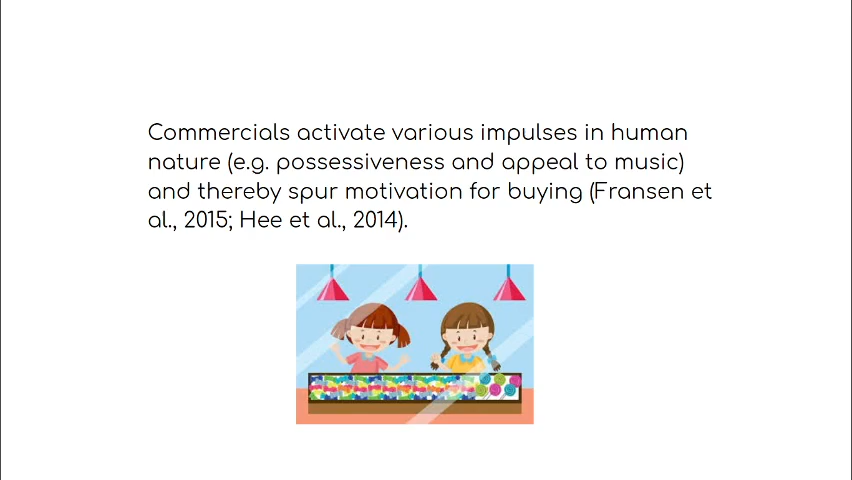 Commercials activate various impulses in human
nature (e.g. possessiveness and appeal to music)
and thereby spur motivation for buying (Fransen et
al., 2015; Hee et al., 2014).